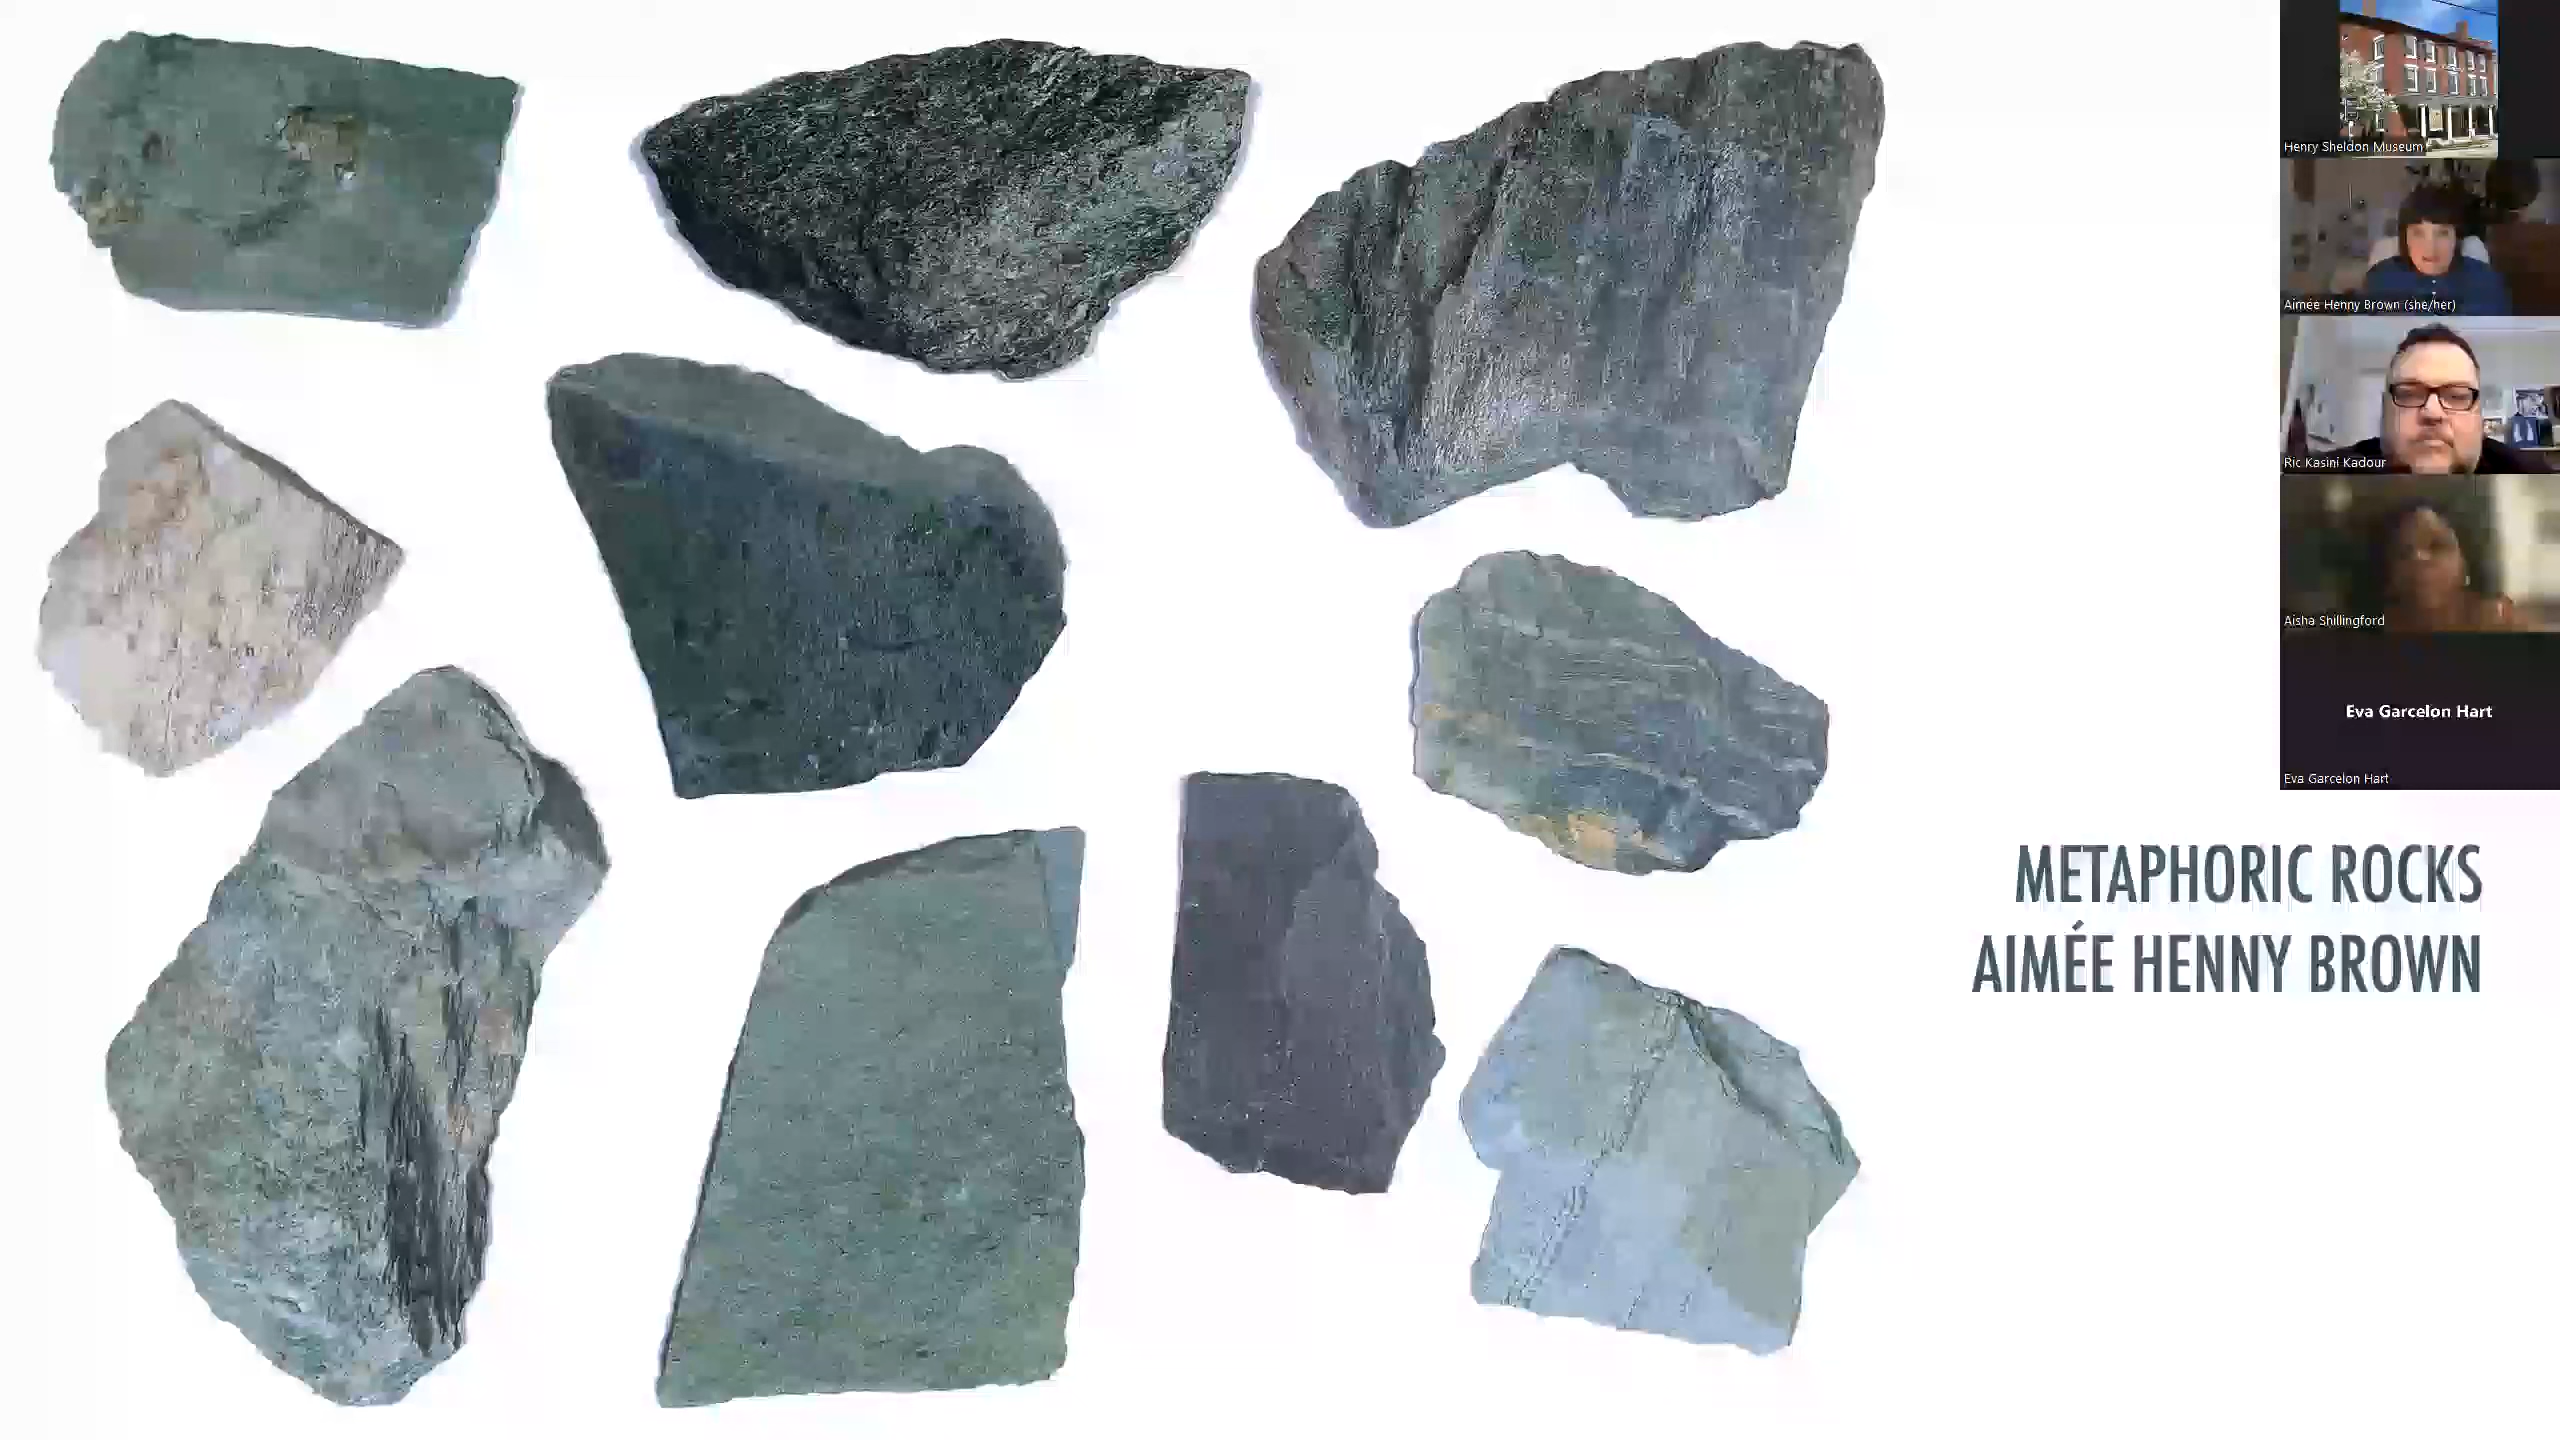 Henry Sheldon Museum
Aimée Henny Brown (she/her)
Ric Kasini Kadour
Aisha Shillingford
Eva Garcelon Hart
Eva Garcelon Hart
METAPHORIC ROCKS
AIMÉE HENNY BROWN